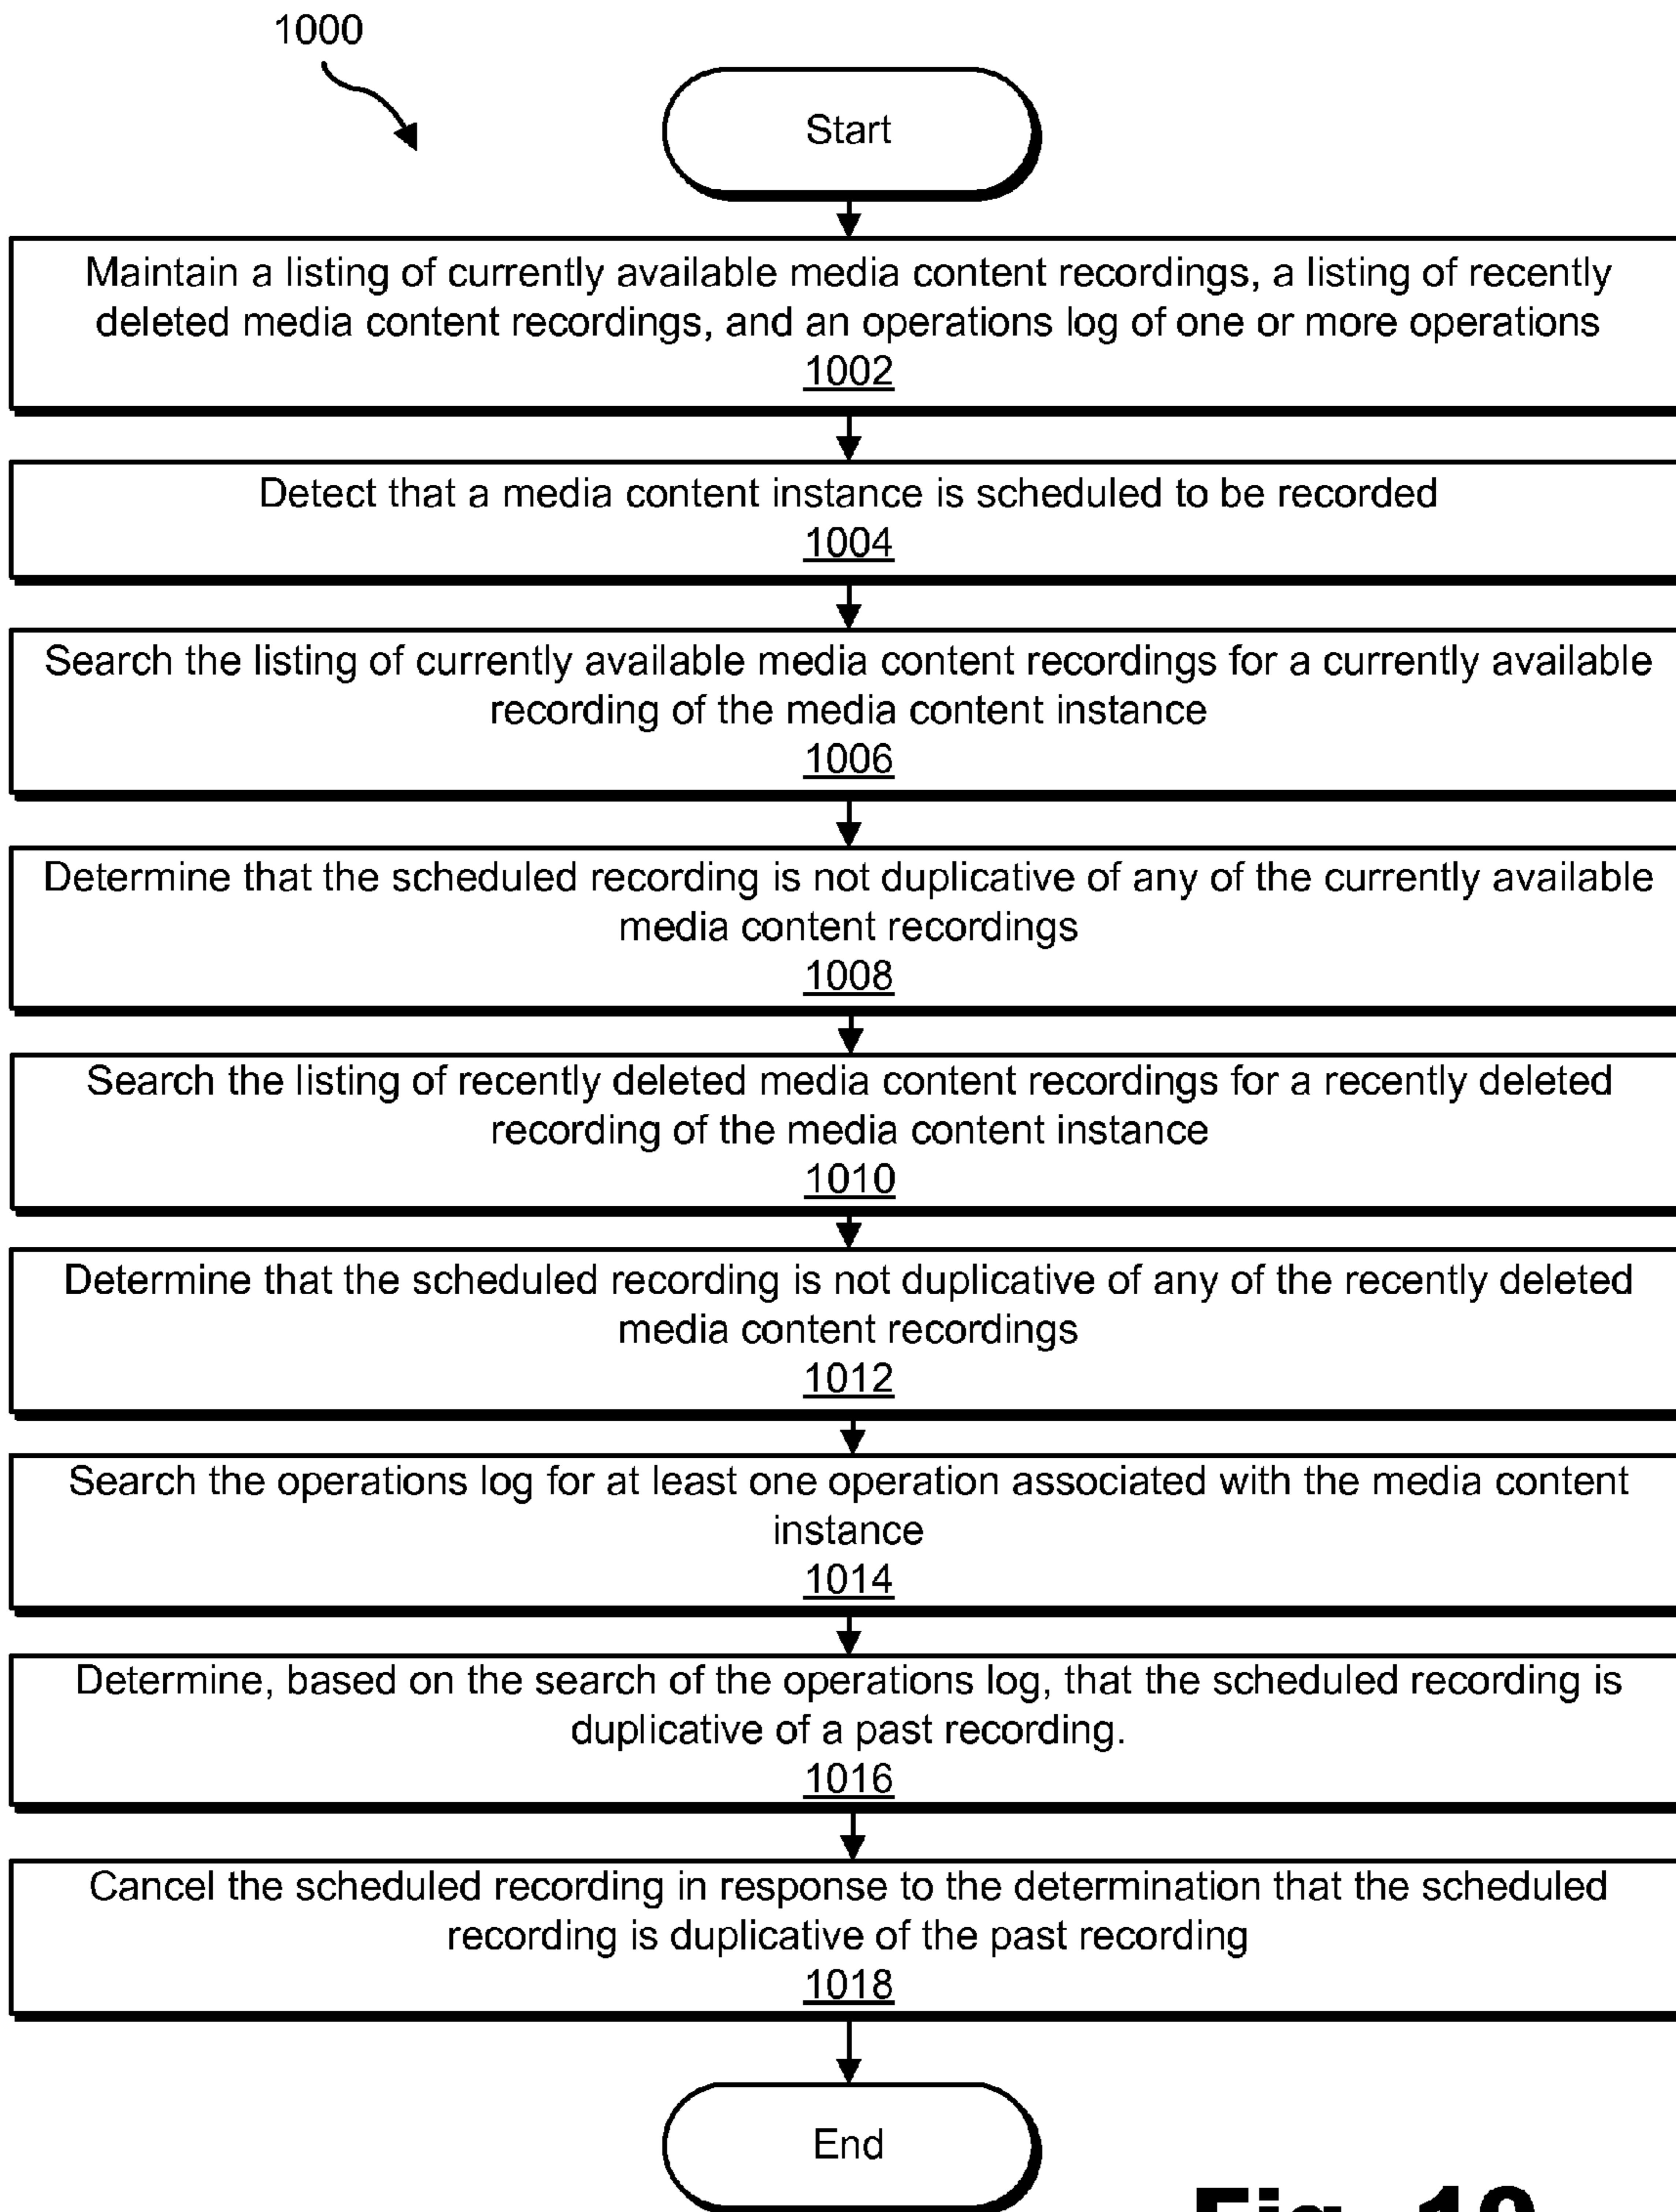 1000
Start
Maintain a listing of currently available media content recordings, a listing of recently
deleted media content recordings, and an operations log of one or more operations
1002
Detect that a media content instance is scheduled to be recorded
1004
Search the listing of currently available media content recordings for a currently available
recording of the media content instance
1006
Determine that the scheduled recording is not duplicative of any of the currently available
media content recordings
1008
Search the listing of recently deleted media content recordings for a recently deleted
recording of the media content instance
1010
Determine that the scheduled recording is not duplicative of any of the recently deleted
media content recordings
1012
Search the operations log for at least one operation associated with the media content
instance
1014
Determine, based on the search of the operations log, that the scheduled recording is
duplicative of a past recording.
1016
Cancel the scheduled recording in response to the determination that the scheduled
recording is duplicative of the past recording
1018
End